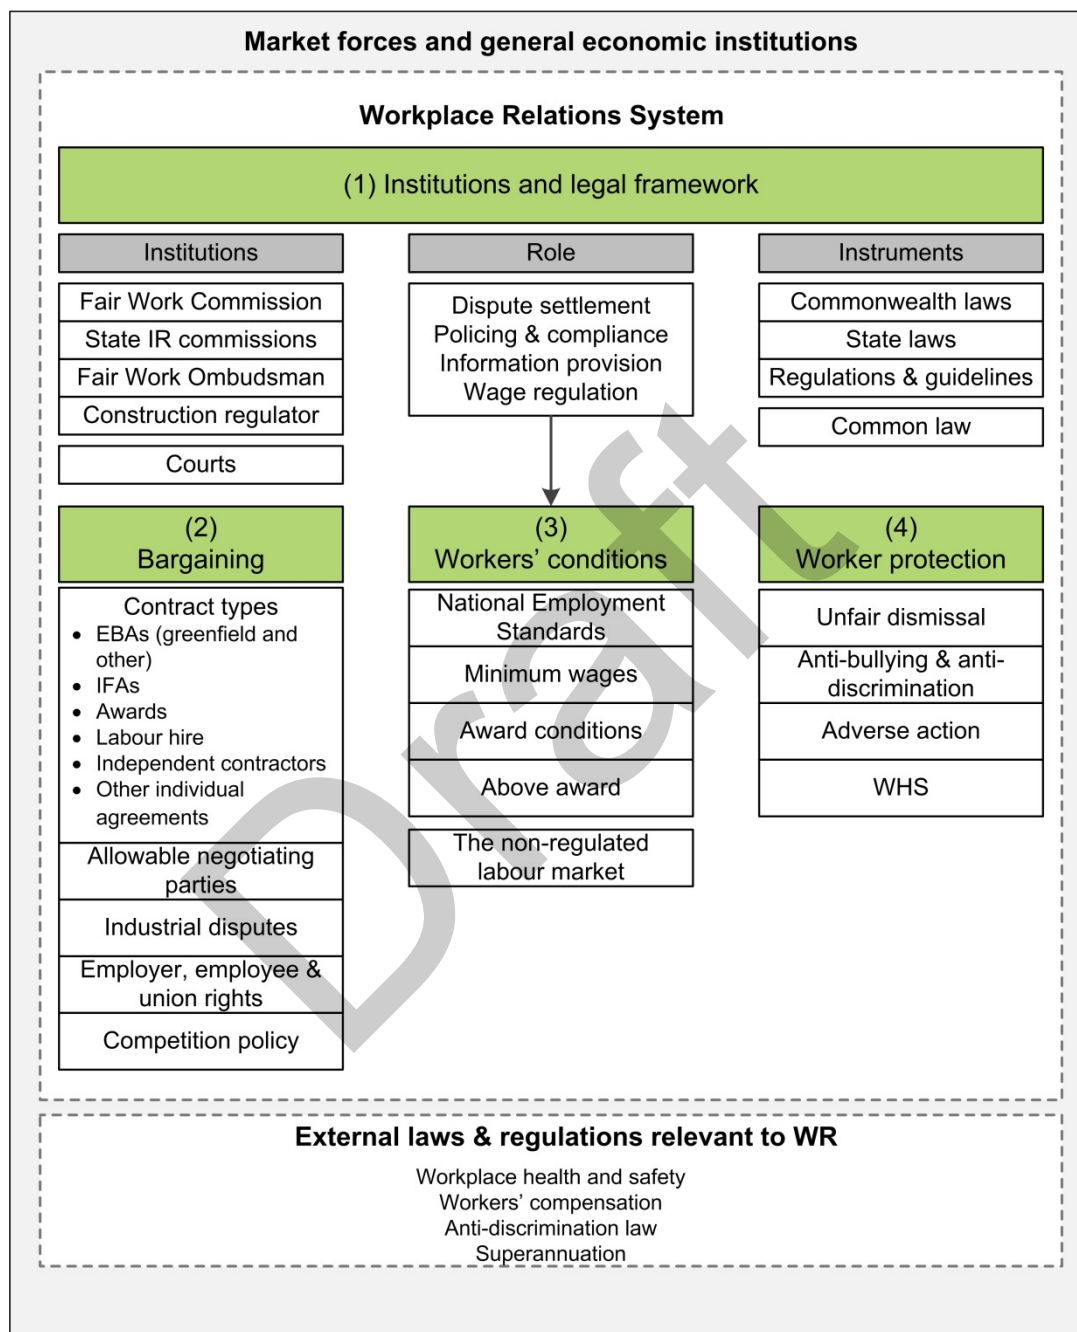 Market forces and general economic institutions
Workplace Relations System
(1) Institutions and legal framework
Institutions
Fair Work Commission
State IR commissions
Fair Work Ombudsman
Construction regulator
Courts
Role
Dispute settlement
Policing & compliance
Information provision
Wage regulation
Instruments
Commonwealth laws
State laws
Regulations & guidelines
Common law
(2)
Bargaining
Contract types
• EBAs (greenfield and
other)
• IFAs
• Awards
• Labour hire
• Independent contractors
• Other individual
agreements
Allowable negotiating
parties
Industrial disputes
Employer, employee &
union rights
Competition policy
(3)
Workers’ conditions
National Employment
Standards
Minimum wages
Award conditions
Above award
The non-regulated
labour market
(4)
Worker protection
Unfair dismissal
Anti-bullying & anti-
discrimination
Adverse action
WHS
Draft
External laws & regulations relevant to WR
Workplace health and safety
Workers’ compensation
Anti-discrimination law
Superannuation